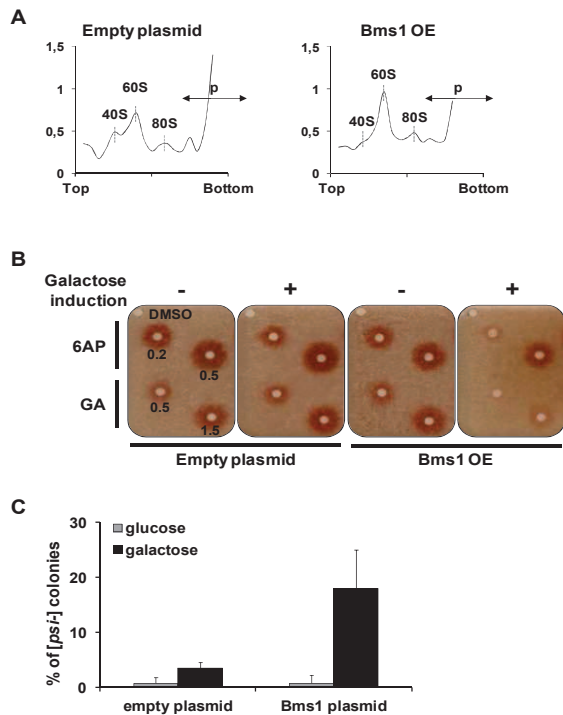 A
Empty plasmid
Bms1 OE
1,5
1
0,5
0
40S
60S
80S
p
Top
Bottom
1,5
1
0,5
0
40S
60S
80S
p
Top
Bottom
B
Galactose induction
-
+
-
+
6AP
GA
DMSO
0.2
0.5
0.5
1.5
Empty plasmid
Bms1 OE
C
% of [psi-] colonies
30
20
10
0
glucose
galactose
empty plasmid
Bms1 plasmid